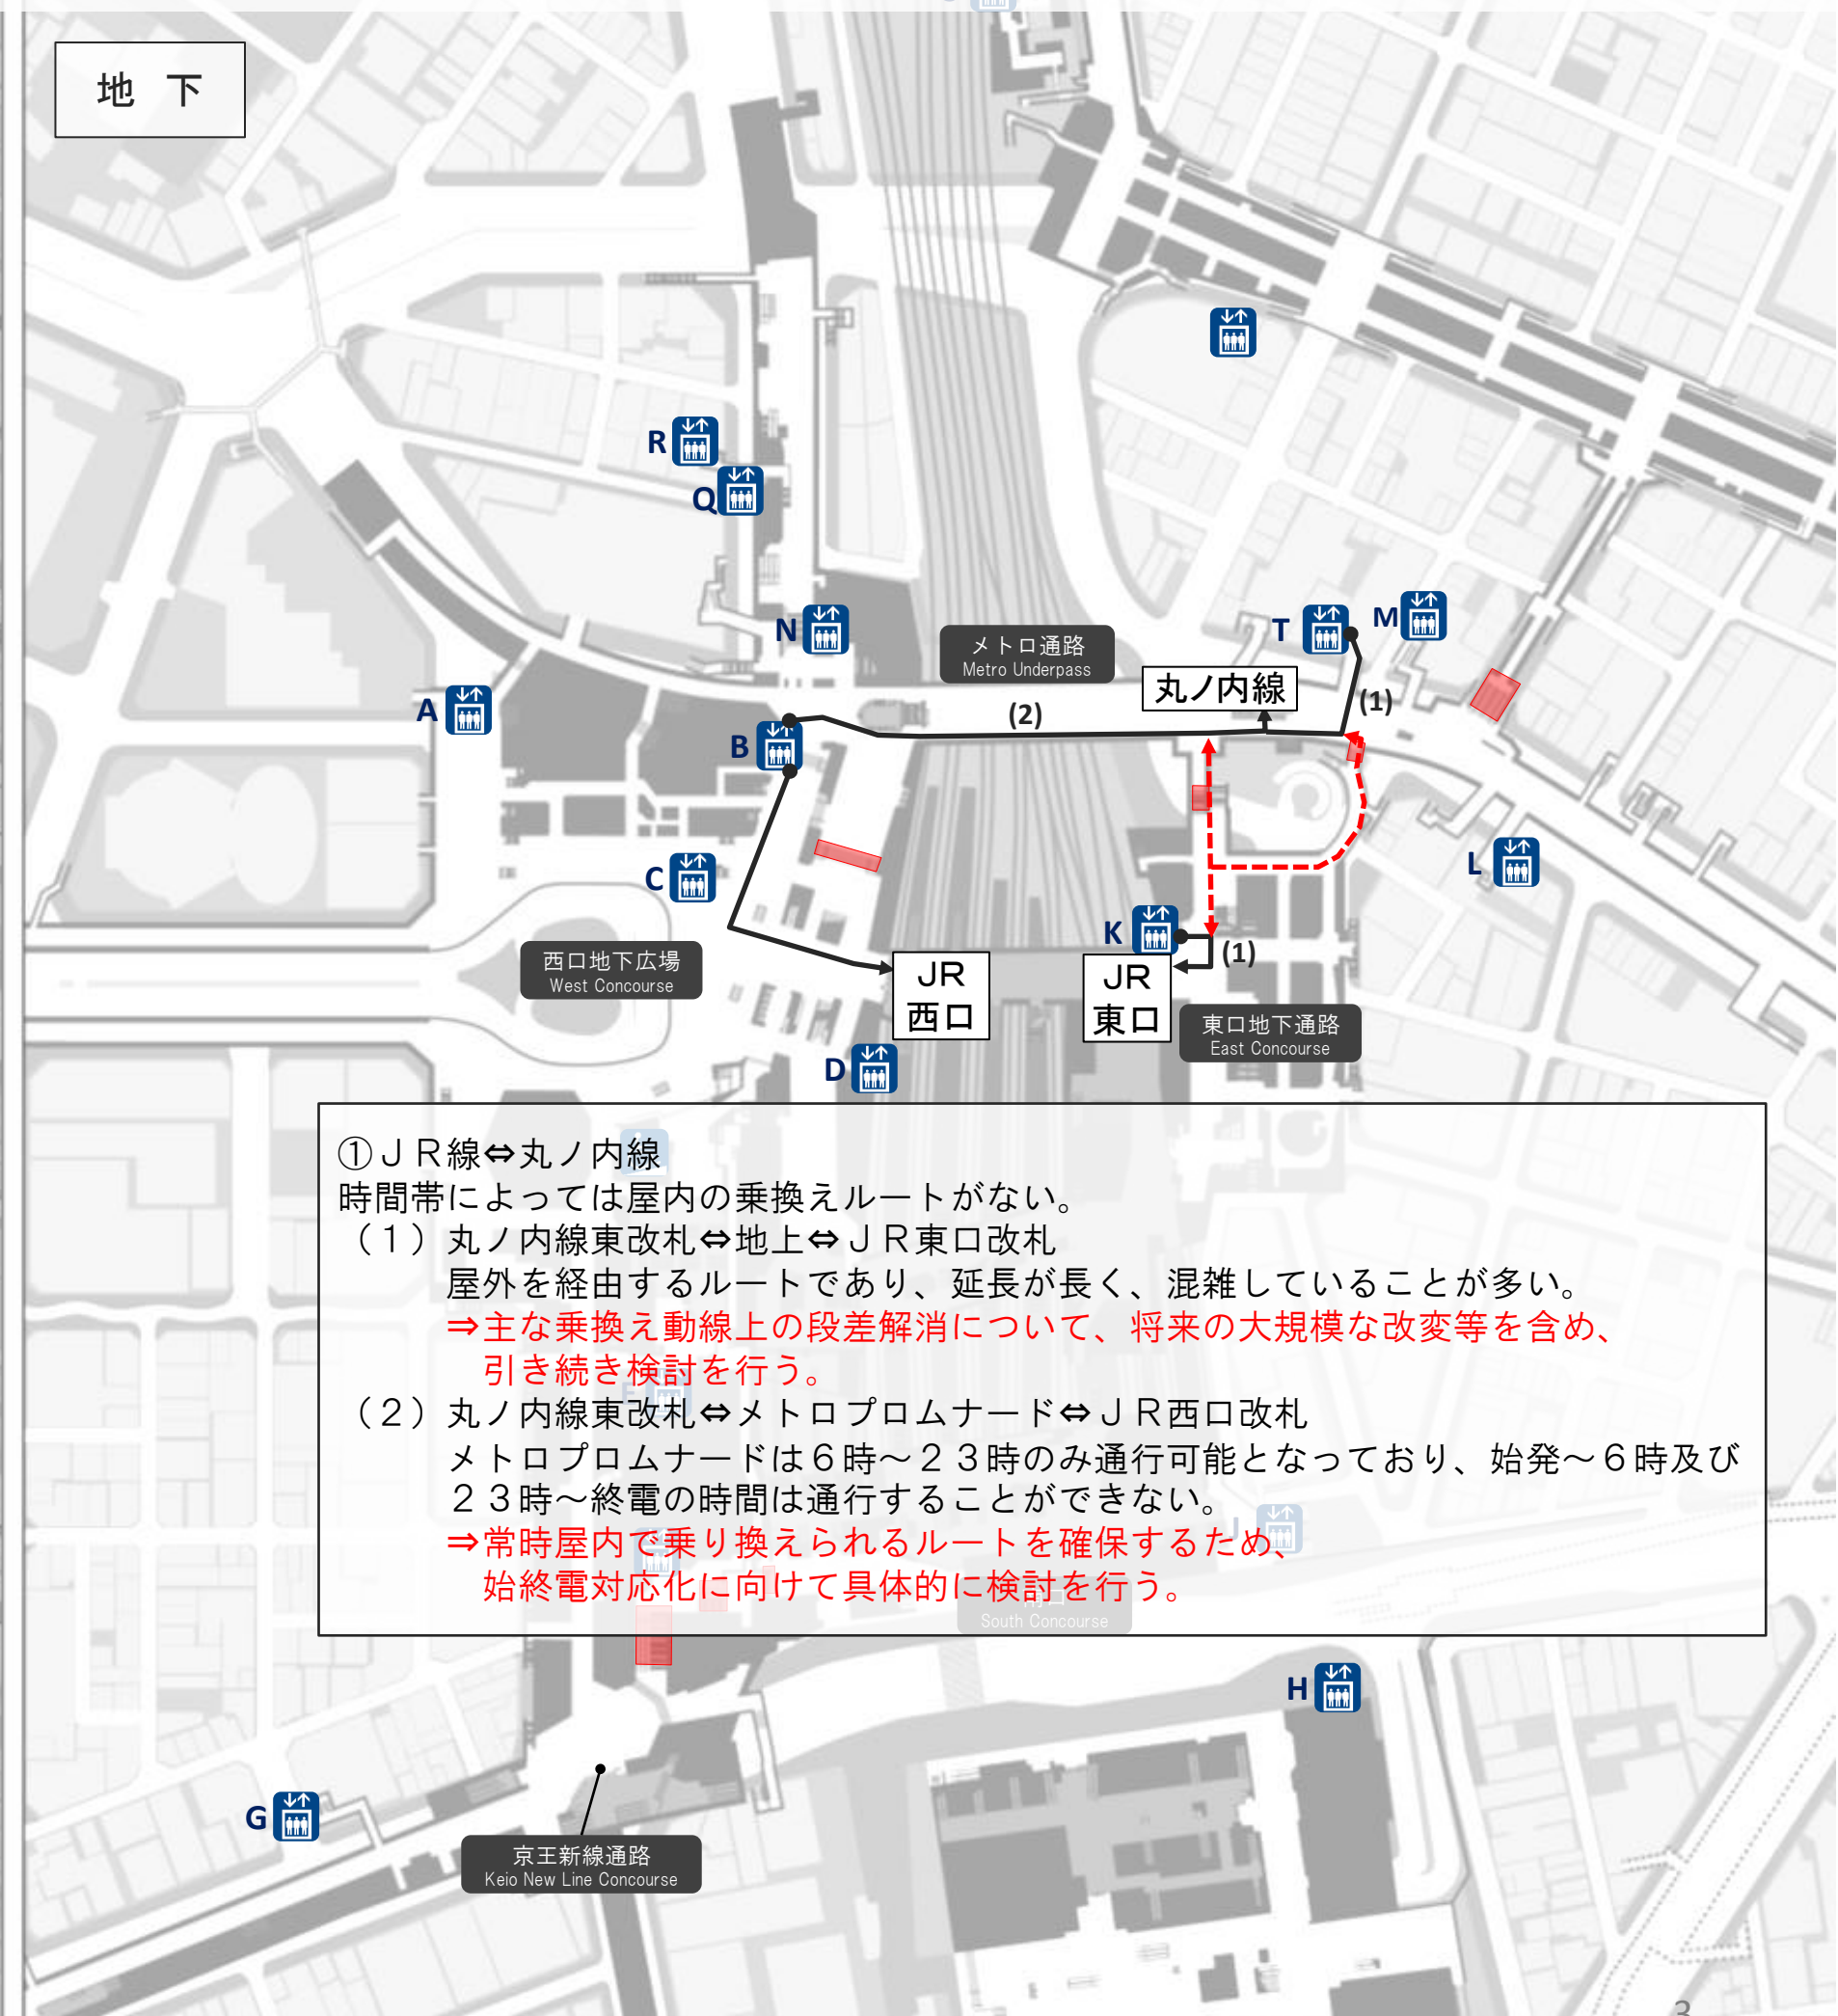 地 下
R
Q
N
T
M
メトロ通路
Metro Underpass
丸ノ内線
A
(1)
(2)
B
C
L
K
(1)
西口地下広場
West Concourse
JR
西口
JR
東口
東口地下通路
East Concourse
D
①ＪＲ線⇔丸ノ内線
時間帯によっては屋内の乗換えルートがない。
（１）丸ノ内線東改札⇔地上⇔ＪＲ東口改札
屋外を経由するルートであり、延長が長く、混雑していることが多い。
⇒主な乗換え動線上の段差解消について、将来の大規模な改変等を含め、
引き続き検討を行う。
（２）丸ノ内線東改札⇔メトロプロムナード⇔ＪＲ西口改札
メトロプロムナードは６時～２３時のみ通行可能となっており、始発～６時及び
２３時～終電の時間は通行することができない。
⇒常時屋内で乗り換えられるルートを確保するため、
始終電対応化に向けて具体的に検討を行う。
E
J
南口
South Concourse
H
G
京王新線通路
Keio New Line Concourse
3